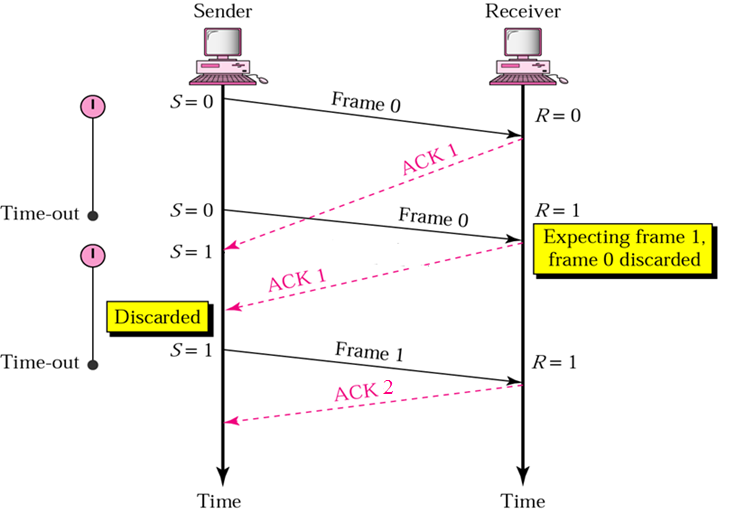 Sender
Receiver
S = 0
Frame 0
R = 0
ACK 1
Time-out
S = 0
Frame 0
R = 1
S = 1
Expecting frame 1,
frame 0 discarded
ACK 1
Discarded
Time-out
S = 1
Frame 1
R = 1
ACK 2
Time
Time